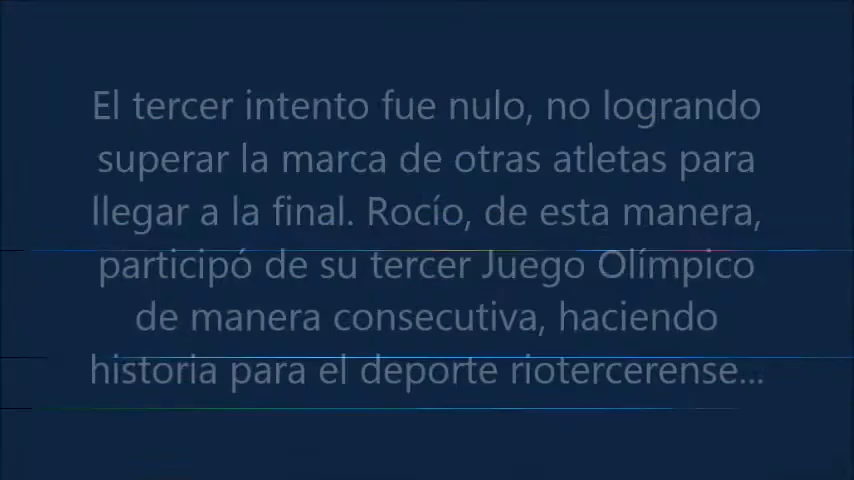 El tercer intento fue nulo, no logrando
superar la marca de otras atletas para
llegar a la final. Rocío, de esta manera,
participó de su tercer Juego Olímpico
de manera consecutiva, haciendo
historia para el deporte riotercerense...